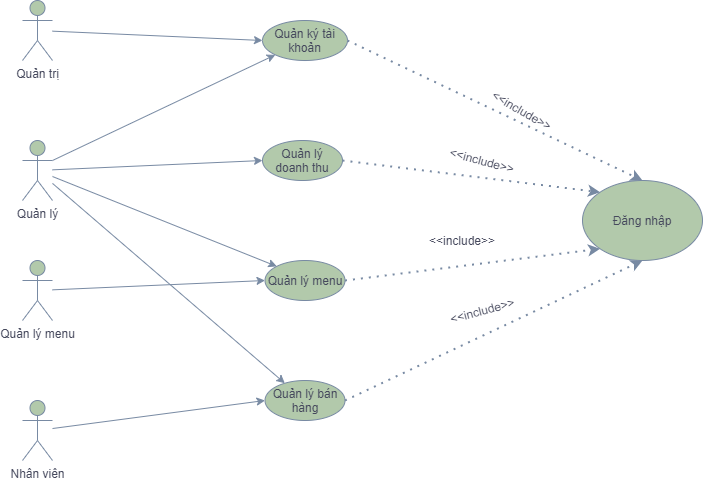 Quản trị
Quản ký tài
khoản
<<include>>
Quản lý
Quản lý
doanh thu
<<include>>
Đăng nhập
Quản lý menu
Quản lý menu
<<include>>
Nhân viên
Quản lý bán
hàng
<<include>>